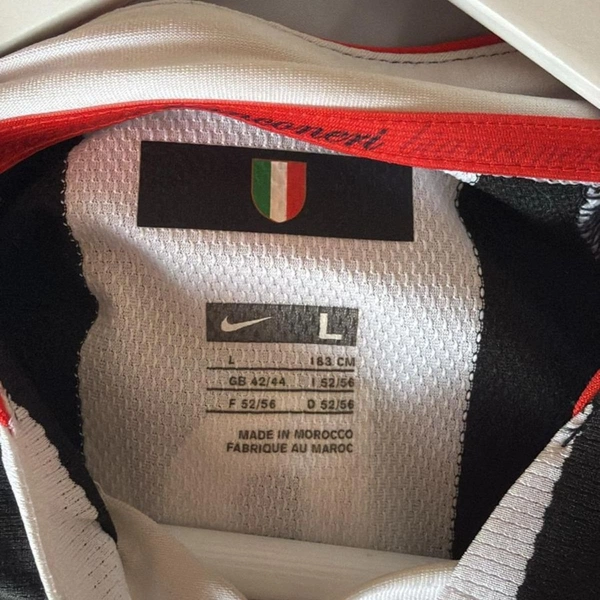 L
L 183 CM
GB 42/44 I 52/56
F 52/56 D 52/56
MADE IN MOROCCO
FABRIQUE AU MAROC